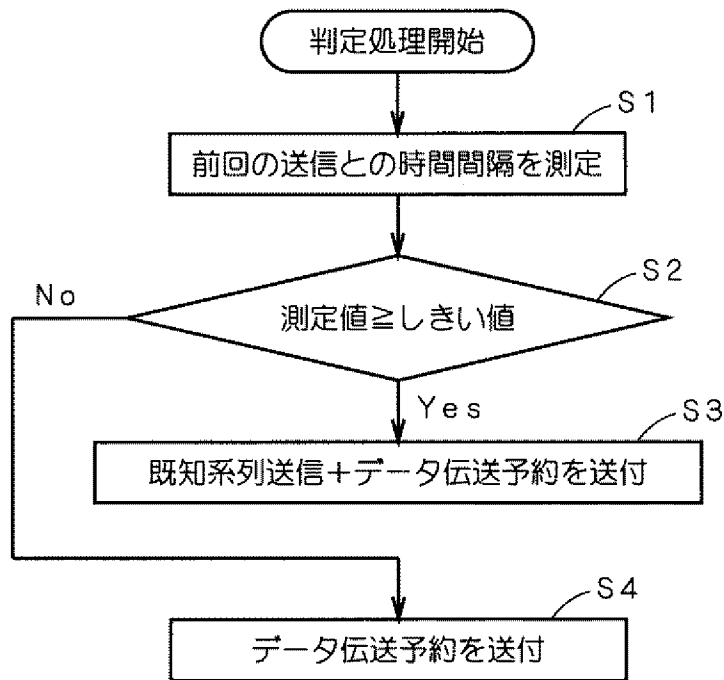 判定処理開始
S1
前回の送信との時間間隔を測定
S2
No
測定値≧しきい値
Yes
S3
既知系列送信+データ伝送予約を送付
S4
データ伝送予約を送付